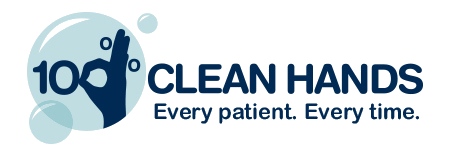 100% CLEAN HANDS
Every patient. Every time.